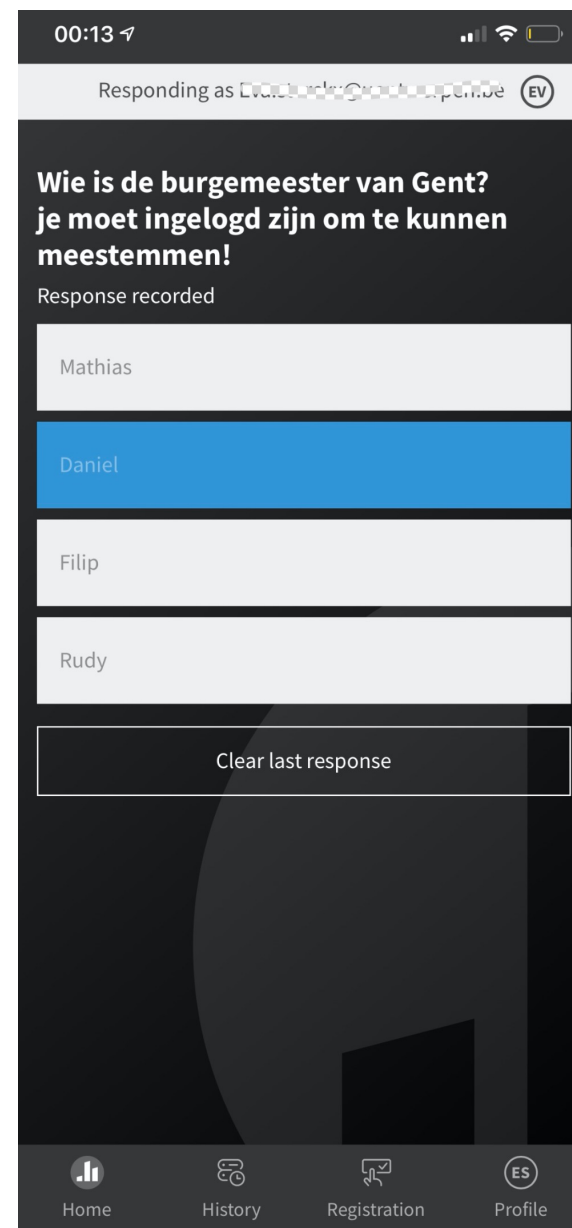 00:13
Responding as
EV
Wie is de burgemeester van Gent?
je moet ingelogd zijn om te kunnen
meestemmen!
Response recorded
Mathias
Daniel
Filip
Rudy
Clear last response
ES
Home History Registration Profile